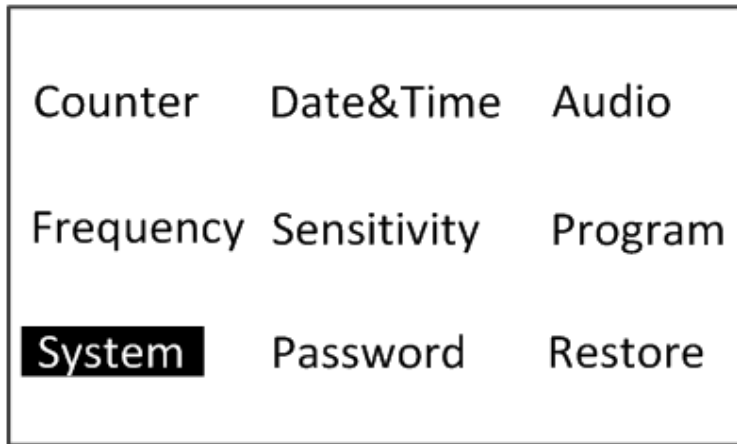 Counter Date&Time Audio
Frequency Sensitivity Program
System Password Restore